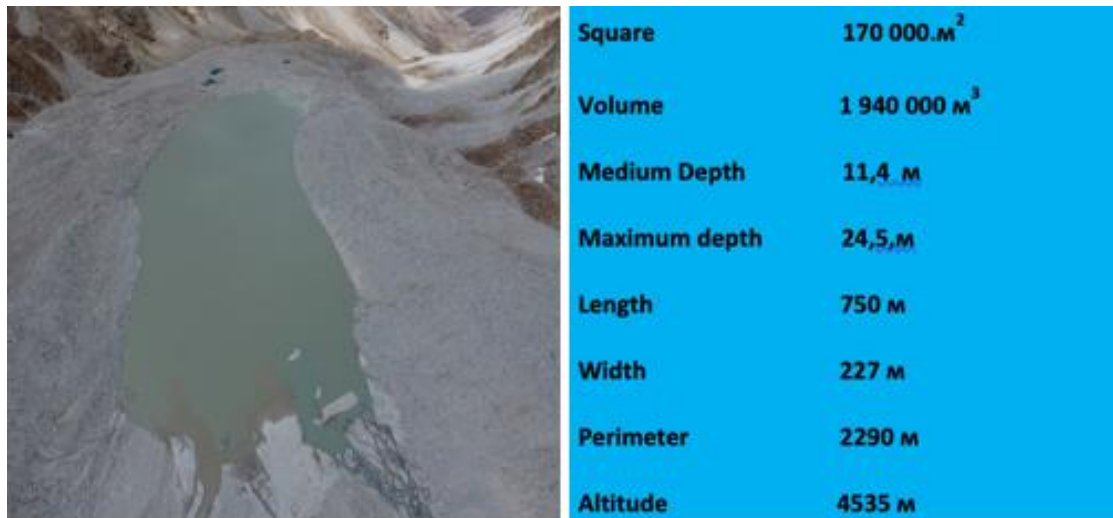 Square 170 000.м²
Volume 1 940 000 м³
Medium Depth 11,4 м
Maximum depth 24,5,м
Length 750 м
Width 227 м
Perimeter 2290 м
Altitude 4535 м